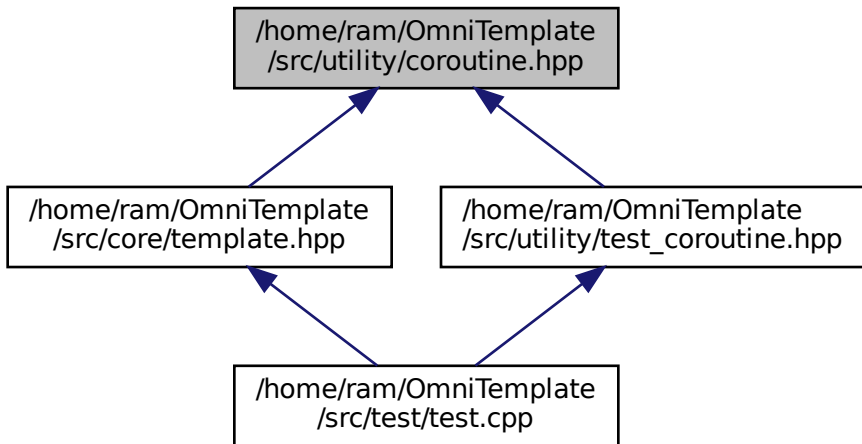 /home/ram/OmniTemplate
/src/utility/coroutine.hpp
/home/ram/OmniTemplate
/src/core/template.hpp
/home/ram/OmniTemplate
/src/utility/test_coroutine.hpp
/home/ram/OmniTemplate
/src/test/test.cpp